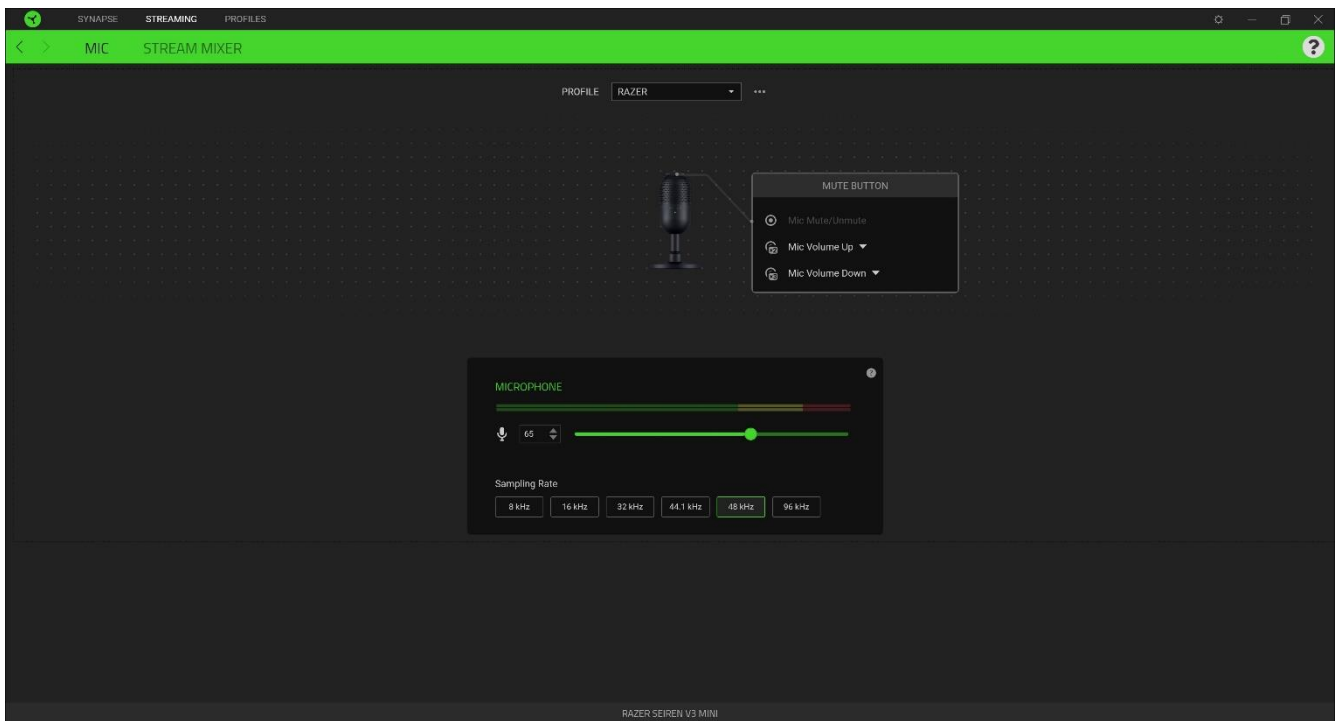 SYNAPSE STREAMING PROFILES
MIC STREAM MIXER ?
PROFILE RAZER
MUTE BUTTON
Mic Mute/Unmute
Mic Volume Up
Mic Volume Down
?
MICROPHONE
65
Sampling Rate
8 kHz 16 kHz 32 kHz 44.1 kHz 48 kHz 96 kHz
RAZER SEIREN V3 MINI